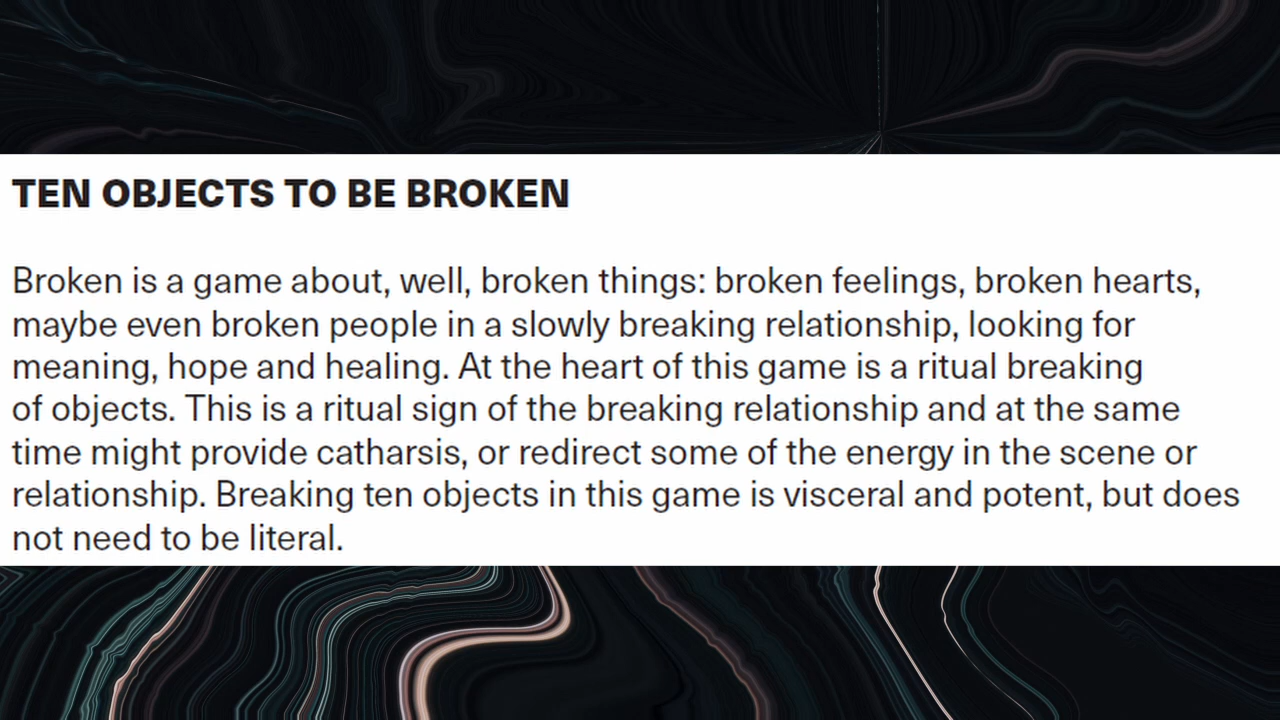 TEN OBJECTS TO BE BROKEN
Broken is a game about, well, broken things: broken feelings, broken hearts,
maybe even broken people in a slowly breaking relationship, looking for
meaning, hope and healing. At the heart of this game is a ritual breaking
of objects. This is a ritual sign of the breaking relationship and at the same
time might provide catharsis, or redirect some of the energy in the scene or
relationship. Breaking ten objects in this game is visceral and potent, but does
not need to be literal.